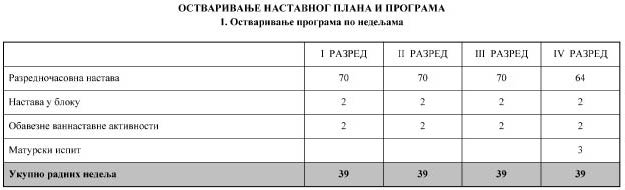 ОСТВАРИВАЊЕ НАСТАВНОГ ПЛАНА И ПРОГРАМА
1. Остваривање програма по недељама
I РАЗРЕД II РАЗРЕД III РАЗРЕД IV РАЗРЕД
Разредночасовна настава 70 70 70 64
Настава у блоку 2 2 2 2
Обавезне ваннаставне активности 2 2 2 2
Матурски испит 3
Укупно радних недеља 39 39 39 39